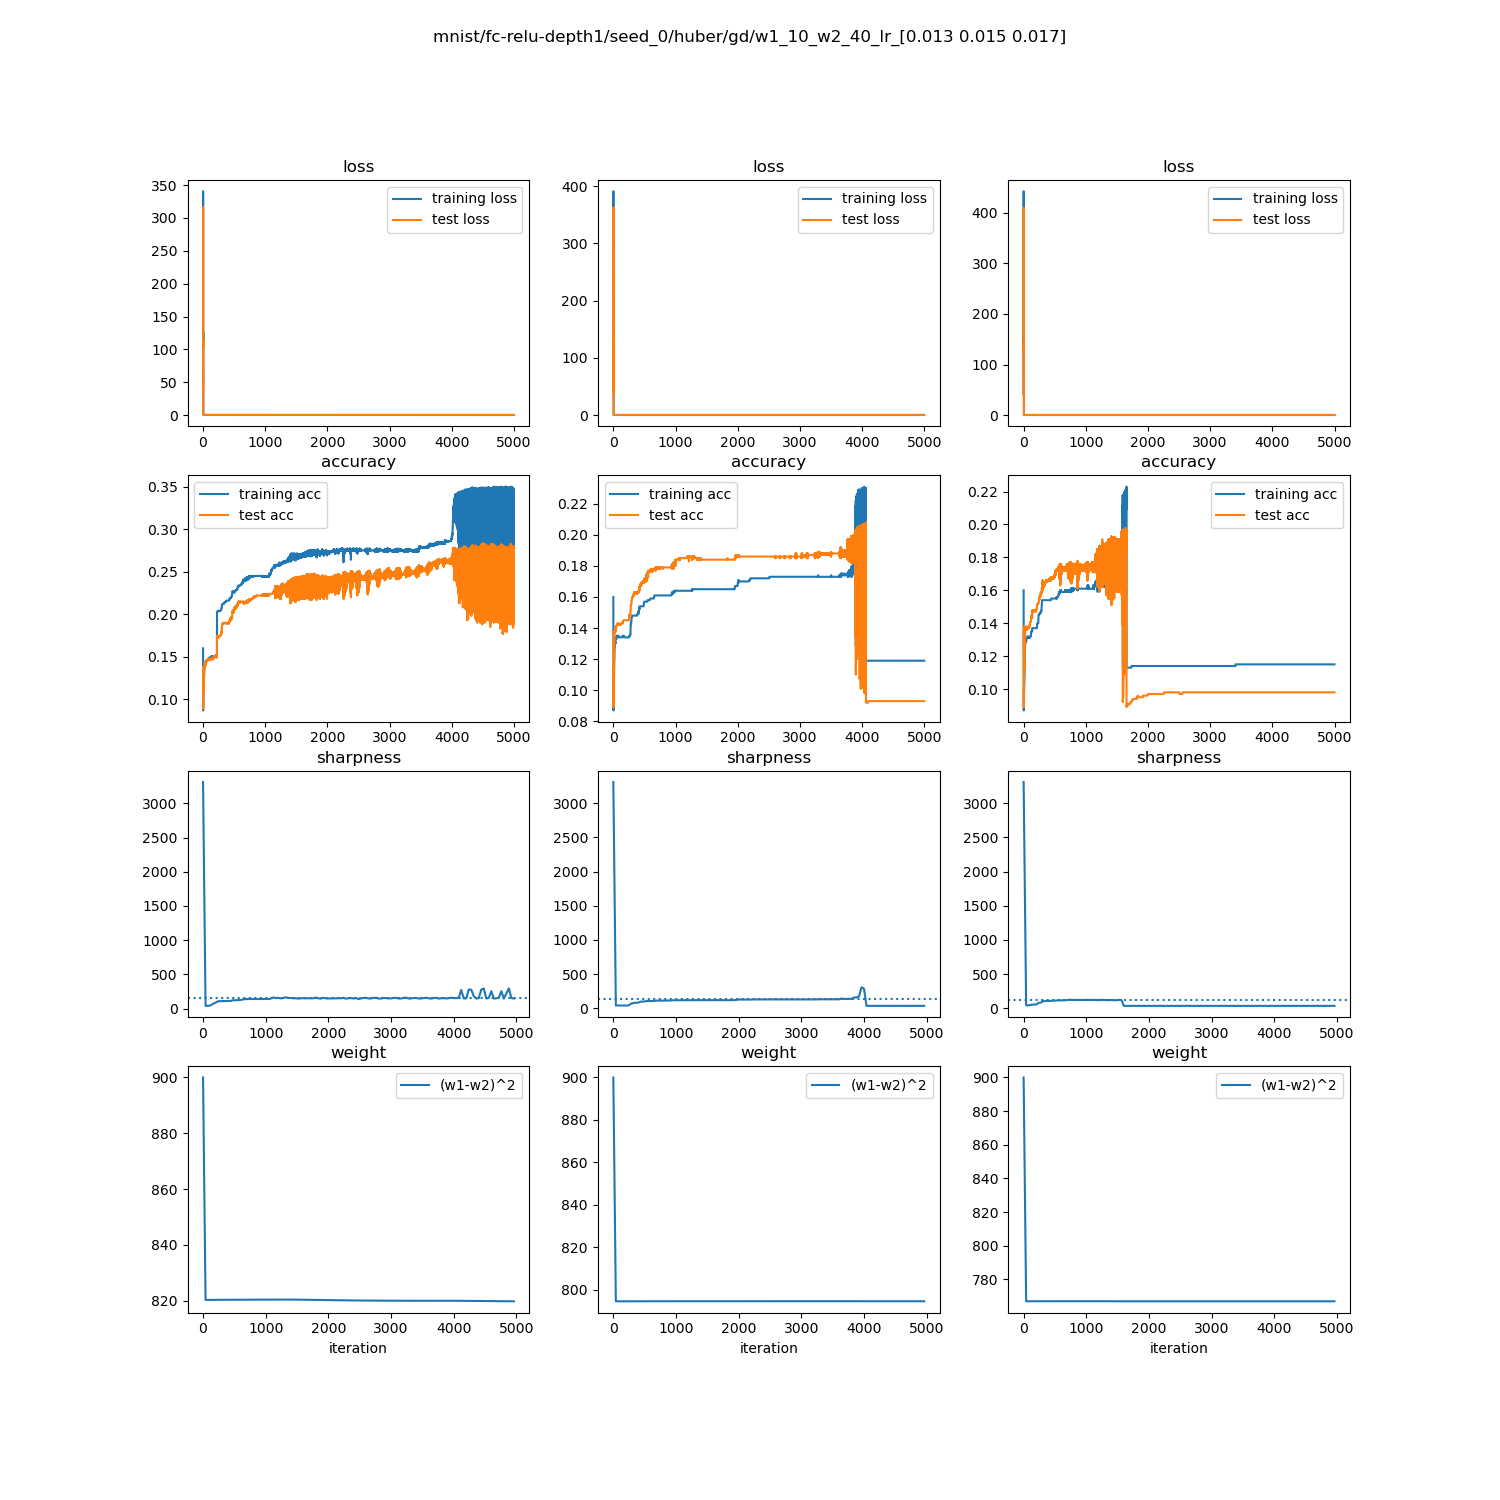 mnist/fc-relu-depth1/seed_0/huber/gd/w1_10_w2_40_lr_[0.013 0.015 0.017]
loss
350
300
250
200
150
100
50
0
training loss
test loss
0 1000 2000 3000 4000 5000
loss
400
300
200
100
0
training loss
test loss
0 1000 2000 3000 4000 5000
loss
400
300
200
100
0
training loss
test loss
0 1000 2000 3000 4000 5000
accuracy
0.35
0.30
0.25
0.20
0.15
0.10
training acc
test acc
0 1000 2000 3000 4000 5000
accuracy
0.22
0.20
0.18
0.16
0.14
0.12
0.10
0.08
training acc
test acc
0 1000 2000 3000 4000 5000
accuracy
0.22
0.20
0.18
0.16
0.14
0.12
0.10
training acc
test acc
0 1000 2000 3000 4000 5000
sharpness
3000
2500
2000
1500
1000
500
0
0 1000 2000 3000 4000 5000
sharpness
3000
2500
2000
1500
1000
500
0
0 1000 2000 3000 4000 5000
sharpness
3000
2500
2000
1500
1000
500
0
0 1000 2000 3000 4000 5000
weight
900
880
860
840
820
(w1-w2)^2
0 1000 2000 3000 4000 5000
iteration
weight
900
880
860
840
820
800
(w1-w2)^2
0 1000 2000 3000 4000 5000
iteration
weight
900
880
860
840
820
800
780
(w1-w2)^2
0 1000 2000 3000 4000 5000
iteration